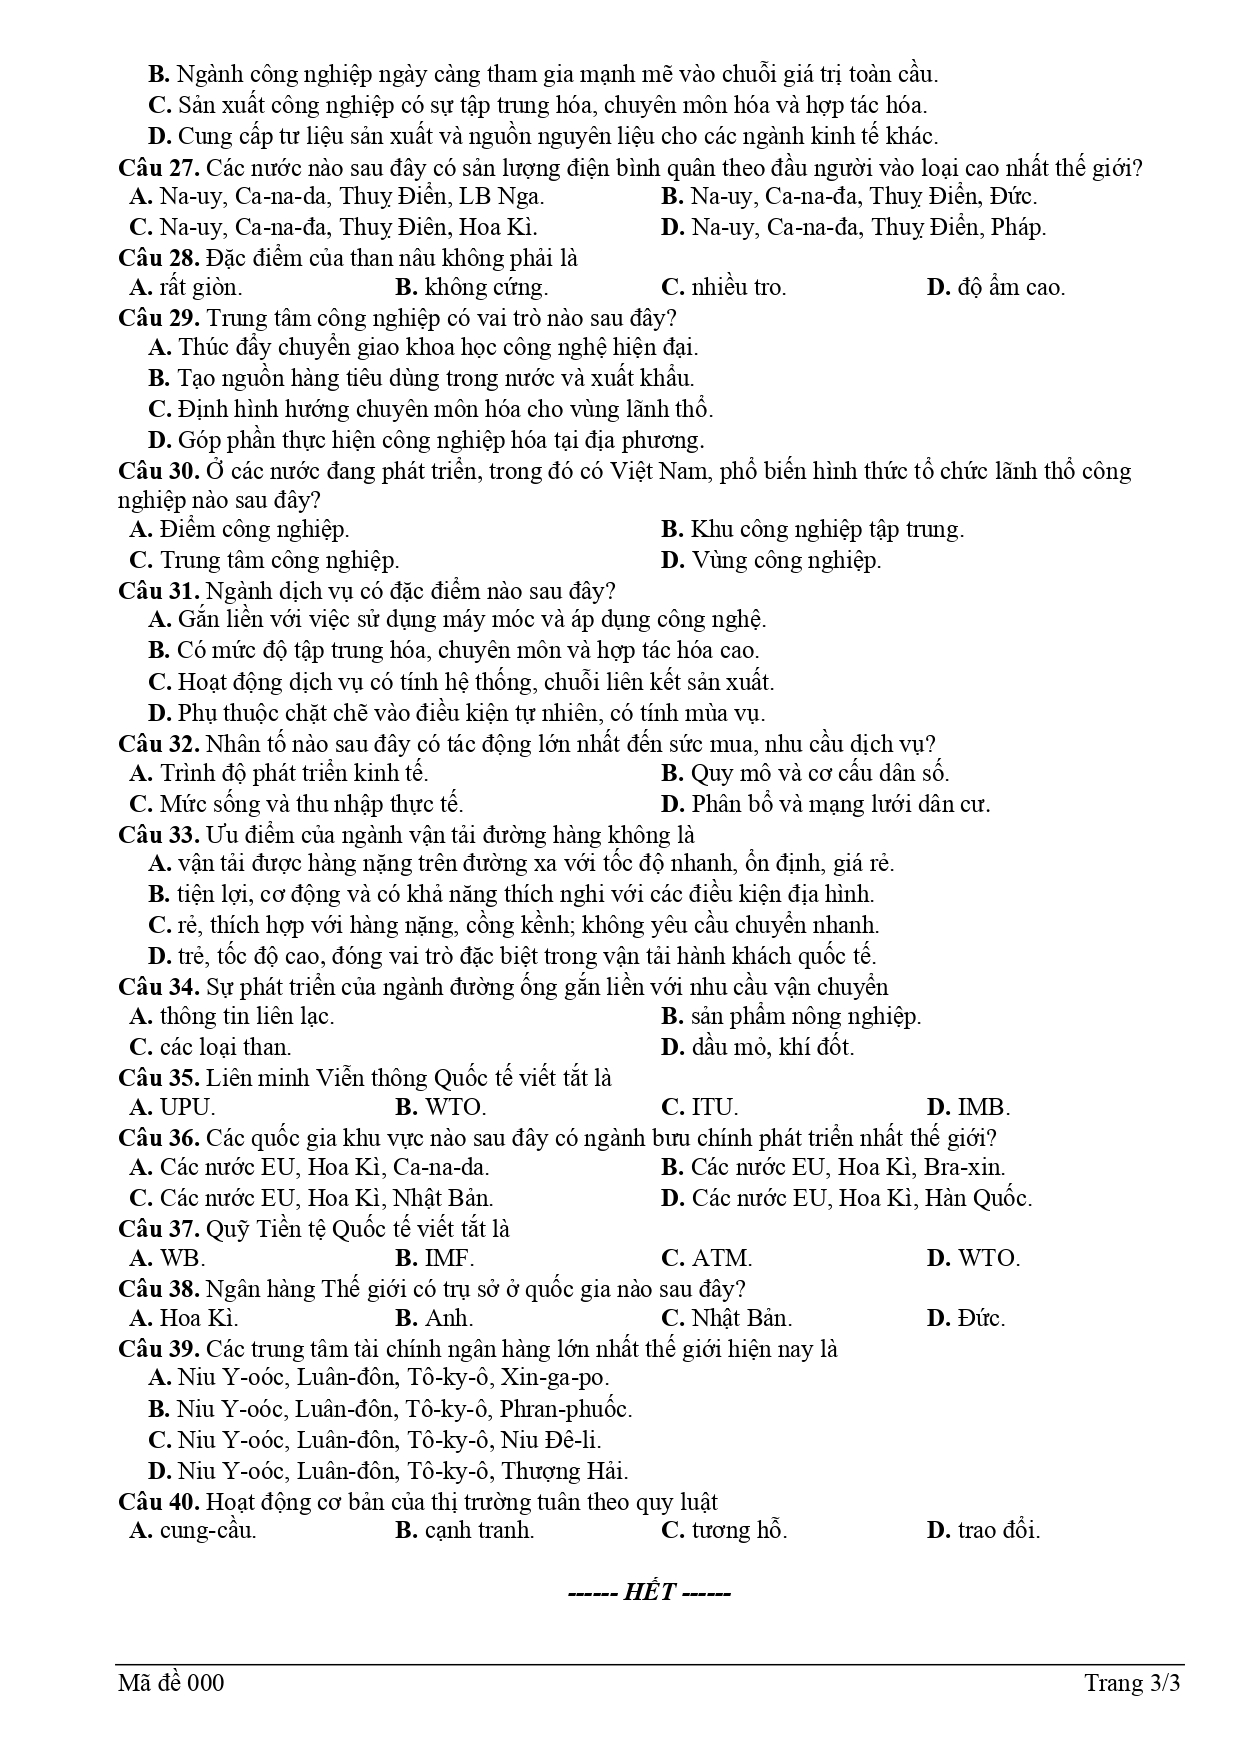 B. Ngành công nghiệp ngày càng tham gia mạnh mẽ vào chuỗi giá trị toàn cầu.
C. Sản xuất công nghiệp có sự tập trung hóa, chuyên môn hóa và hợp tác hóa.
D. Cung cấp tư liệu sản xuất và nguồn nguyên liệu cho các ngành kinh tế khác.
Câu 27. Các nước nào sau đây có sản lượng điện bình quân theo đầu người vào loại cao nhất thế giới?
A. Na-uy, Ca-na-da, Thuỵ Điển, LB Nga. B. Na-uy, Ca-na-đa, Thuỵ Điển, Đức.
C. Na-uy, Ca-na-đa, Thuỵ Điên, Hoa Kì. D. Na-uy, Ca-na-đa, Thuỵ Điển, Pháp.
Câu 28. Đặc điểm của than nâu không phải là
A. rất giòn. B. không cứng. C. nhiều tro. D. độ ẩm cao.
Câu 29. Trung tâm công nghiệp có vai trò nào sau đây?
A. Thúc đẩy chuyển giao khoa học công nghệ hiện đại.
B. Tạo nguồn hàng tiêu dùng trong nước và xuất khẩu.
C. Định hình hướng chuyên môn hóa cho vùng lãnh thổ.
D. Góp phần thực hiện công nghiệp hóa tại địa phương.
Câu 30. Ở các nước đang phát triển, trong đó có Việt Nam, phổ biến hình thức tổ chức lãnh thổ công
nghiệp nào sau đây?
A. Điểm công nghiệp. B. Khu công nghiệp tập trung.
C. Trung tâm công nghiệp. D. Vùng công nghiệp.
Câu 31. Ngành dịch vụ có đặc điểm nào sau đây?
A. Gắn liền với việc sử dụng máy móc và áp dụng công nghệ.
B. Có mức độ tập trung hóa, chuyên môn và hợp tác hóa cao.
C. Hoạt động dịch vụ có tính hệ thống, chuỗi liên kết sản xuất.
D. Phụ thuộc chặt chẽ vào điều kiện tự nhiên, có tính mùa vụ.
Câu 32. Nhân tố nào sau đây có tác động lớn nhất đến sức mua, nhu cầu dịch vụ?
A. Trình độ phát triển kinh tế. B. Quy mô và cơ cấu dân số.
C. Mức sống và thu nhập thực tế. D. Phân bổ và mạng lưới dân cư.
Câu 33. Ưu điểm của ngành vận tải đường hàng không là
A. vận tải được hàng nặng trên đường xa với tốc độ nhanh, ổn định, giá rẻ.
B. tiện lợi, cơ động và có khả năng thích nghi với các điều kiện địa hình.
C. rẻ, thích hợp với hàng nặng, cồng kềnh; không yêu cầu chuyển nhanh.
D. trẻ, tốc độ cao, đóng vai trò đặc biệt trong vận tải hành khách quốc tế.
Câu 34. Sự phát triển của ngành đường ống gắn liền với nhu cầu vận chuyển
A. thông tin liên lạc. B. sản phẩm nông nghiệp.
C. các loại than. D. dầu mỏ, khí đốt.
Câu 35. Liên minh Viễn thông Quốc tế viết tắt là
A. UPU. B. WTO. C. ITU. D. IMB.
Câu 36. Các quốc gia khu vực nào sau đây có ngành bưu chính phát triển nhất thế giới?
A. Các nước EU, Hoa Kì, Ca-na-da. B. Các nước EU, Hoa Kì, Bra-xin.
C. Các nước EU, Hoa Kì, Nhật Bản. D. Các nước EU, Hoa Kì, Hàn Quốc.
Câu 37. Quỹ Tiền tệ Quốc tế viết tắt là
A. WB. B. IMF. C. ATM. D. WTO.
Câu 38. Ngân hàng Thế giới có trụ sở ở quốc gia nào sau đây?
A. Hoa Kì. B. Anh. C. Nhật Bản. D. Đức.
Câu 39. Các trung tâm tài chính ngân hàng lớn nhất thế giới hiện nay là
A. Niu Y-oóc, Luân-đôn, Tô-ky-ô, Xin-ga-po.
B. Niu Y-oóc, Luân-đôn, Tô-ky-ô, Phran-phuốc.
C. Niu Y-oóc, Luân-đôn, Tô-ky-ô, Niu Đê-li.
D. Niu Y-oóc, Luân-đôn, Tô-ky-ô, Thượng Hải.
Câu 40. Hoạt động cơ bản của thị trường tuân theo quy luật
A. cung-cầu. B. cạnh tranh. C. tương hỗ. D. trao đổi.
------ HẾT ------
Mã đề 000 Trang 3/3